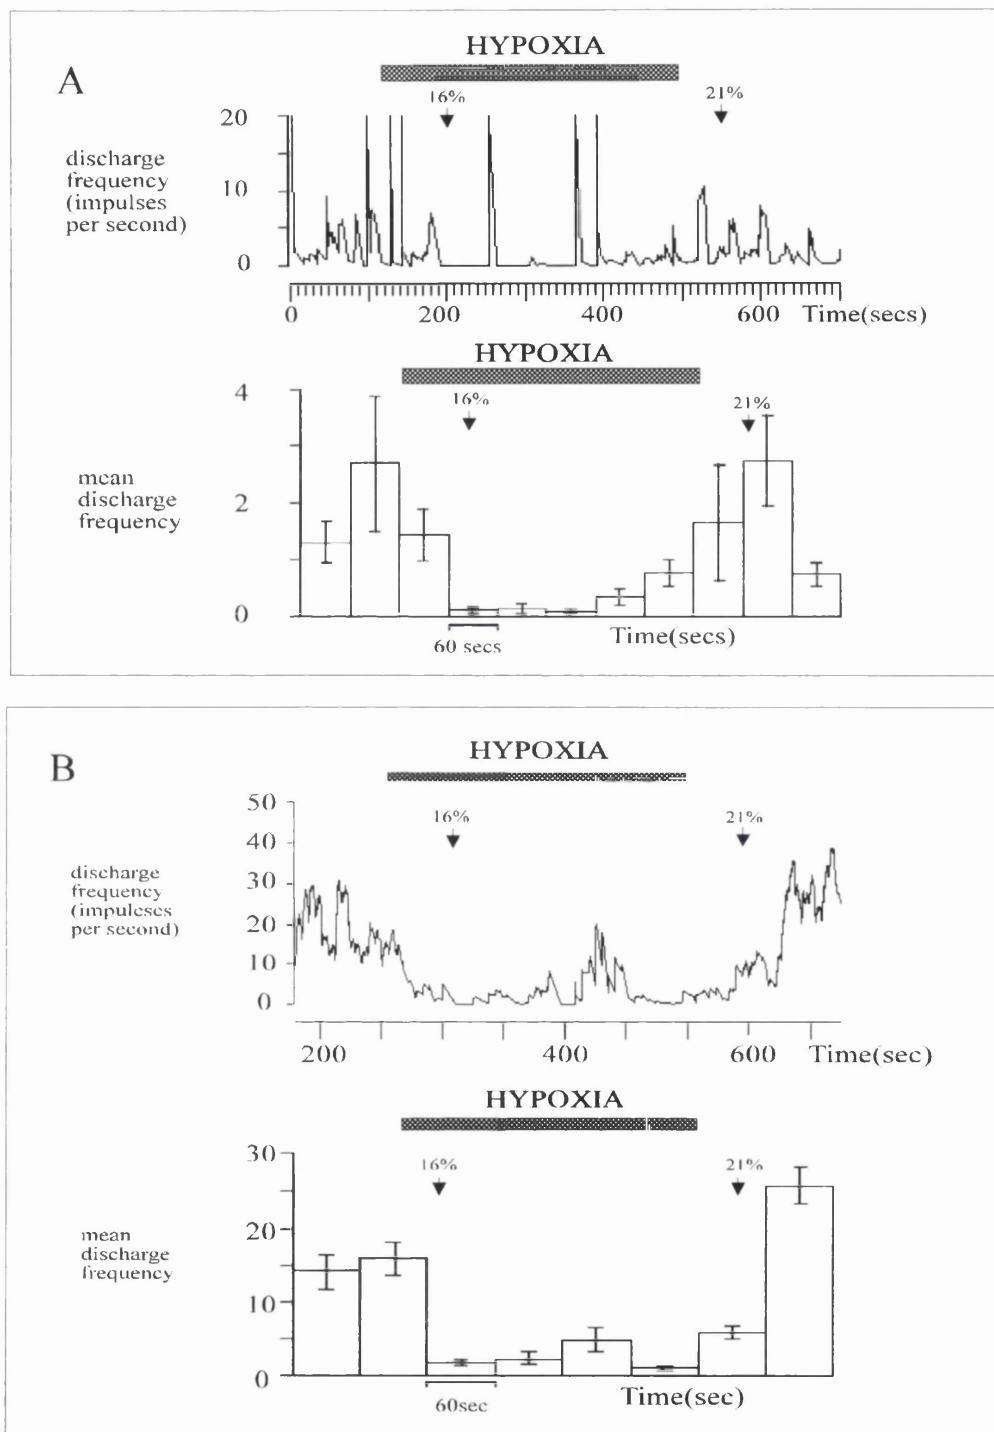 A
HYPOXIA
16%
21%
20
10
0
discharge
frequency
(impulses
per second)
0 200 400 600 Time(secs)
HYPOXIA
16%
21%
4
2
0
mean
discharge
frequency
60 secs
Time(secs)
B
HYPOXIA
16%
21%
50
40
30
20
10
0
discharge
frequency
(impuleses
per second)
200 400 600 Time(sec)
HYPOXIA
16%
21%
30
20
10
0
mean
discharge
frequency
60sec
Time(sec)